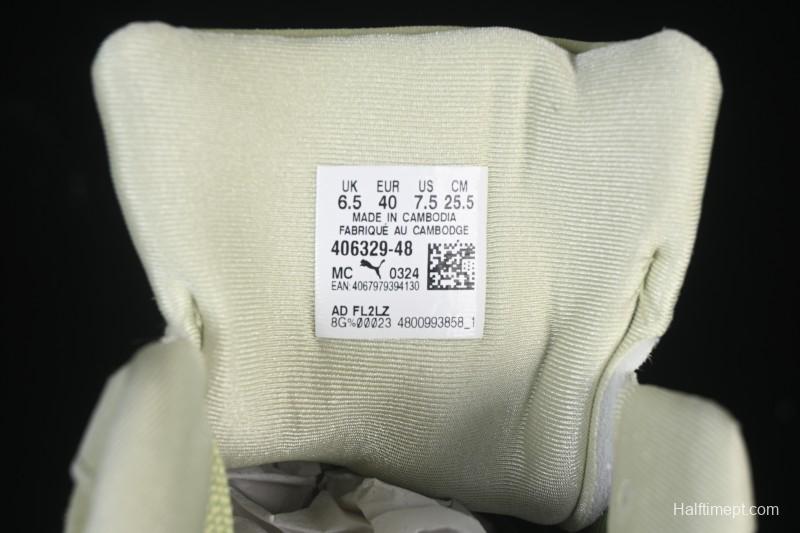 UK EUR US CM
6.5 40 7.5 25.5
MADE IN CAMBODIA
FABRIQUÉ AU CAMBODGE
406329-48
MC 0324
EAN: 4067979394130
AD FL2LZ
8G%00023 4800993858_1
Halftimept.com